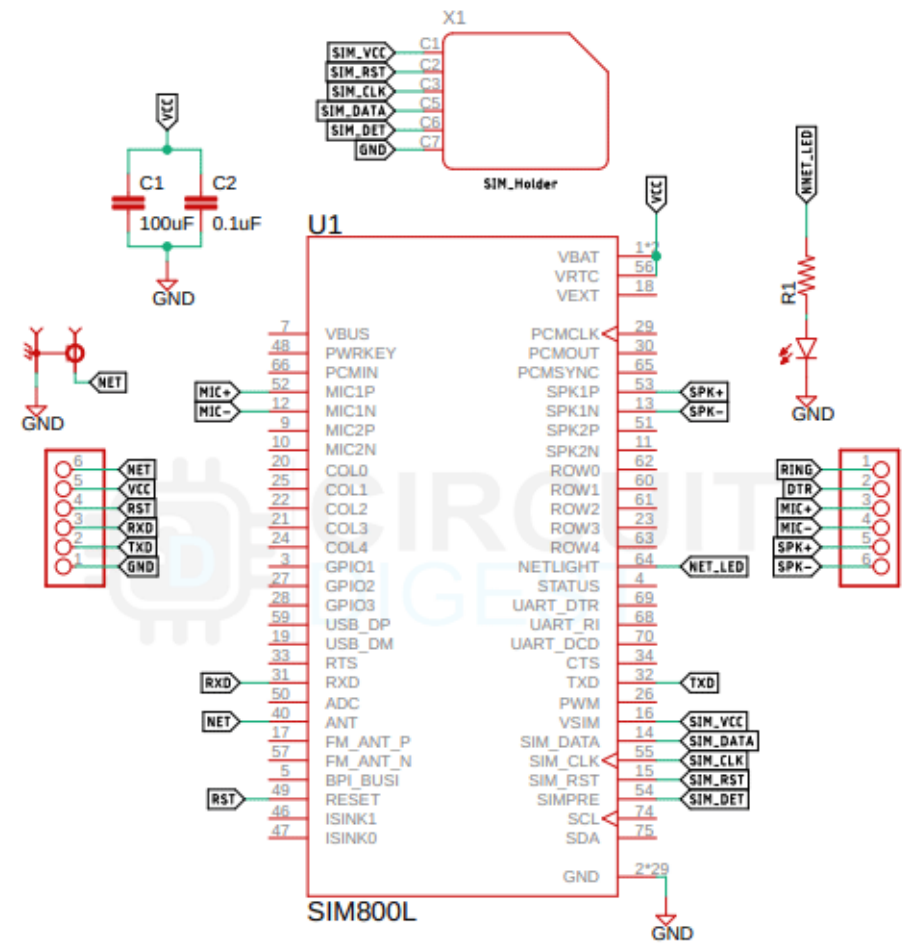 X1
SIM_VCC C1
SIM_RST C2
SIM_CLK C3
SIM_DATA C5
SIM_DET C6
GND C7
SIM_Holder
VCC
C1 C2
100uF 0.1uF
GND
NNET_LED
R1
GND
NET
GND
6 NET
5 VCC
4 RST
3 RXD
2 TXD
1 GND
RING 1
DTR 2
MIC+ 3
MIC- 4
SPK+ 5
SPK- 6
CIRCUIT
DIGEST
U1
VCC
VBAT 1*2
VRTC 56
VEXT 18
7 VBUS PCMCLK 29
48 PWRKEY PCMOUT 30
66 PCMIN PCMSYNC 65
MIC+ 52 MIC1P SPK1P 53 SPK+
MIC- 12 MIC1N SPK1N 13 SPK-
9 MIC2P SPK2P 51
10 MIC2N SPK2N 11
20 COL0 ROW0 62
25 COL1 ROW1 60
22 COL2 ROW2 61
21 COL3 ROW3 23
24 COL4 ROW4 63
3 GPIO1 NETLIGHT 64 NET_LED
27 GPIO2 STATUS 4
28 GPIO3 UART_DTR 69
59 USB_DP UART_RI 68
19 USB_DM UART_DCD 70
33 RTS CTS 34
RXD 31 RXD TXD 32 TXD
50 ADC PWM 26
NET 40 ANT VSIM 16 SIM_VCC
17 FM_ANT_P SIM_DATA 14 SIM_DATA
57 FM_ANT_N SIM_CLK 55 SIM_CLK
5 BPI_BUSI SIM_RST 15 SIM_RST
RST 49 RESET SIMPRE 54 SIM_DET
46 ISINK1 SCL 74
47 ISINK0 SDA 75
GND 2*29
SIM800L
GND